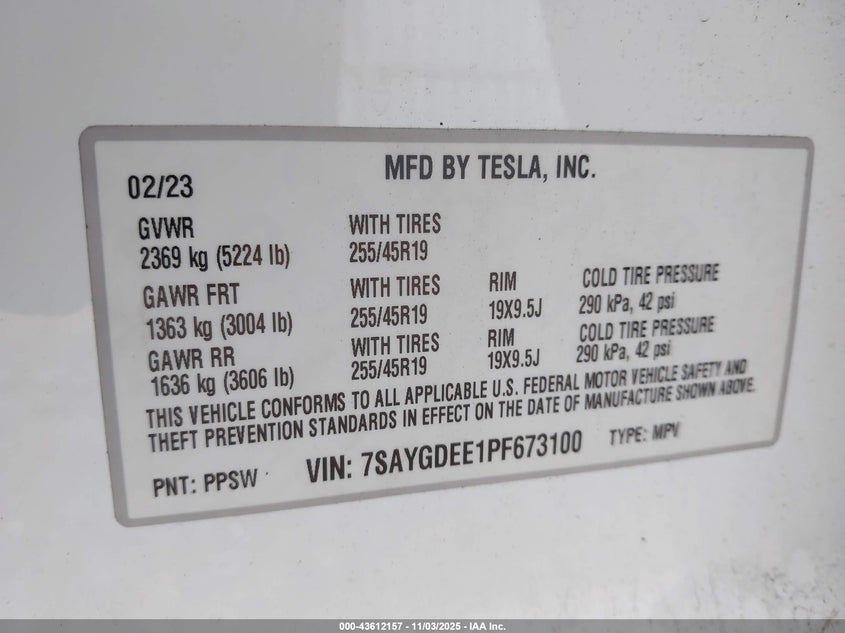 MFD BY TESLA, INC.
02/23
GVWR WITH TIRES
2369 kg (5224 lb) 255/45R19
GAWR FRT WITH TIRES RIM COLD TIRE PRESSURE
1363 kg (3004 lb) 255/45R19 19X9.5J 290 kPa, 42 psi
GAWR RR WITH TIRES RIM COLD TIRE PRESSURE
1636 kg (3606 lb) 255/45R19 19X9.5J 290 kPa, 42 psi
THIS VEHICLE CONFORMS TO ALL APPLICABLE U.S. FEDERAL MOTOR VEHICLE SAFETY AND
THEFT PREVENTION STANDARDS IN EFFECT ON THE DATE OF MANUFACTURE SHOWN ABOVE.
PNT: PPSW VIN: 7SAYGDEE1PF673100 TYPE: MPV
000-43612157 - 11/03/2025 - IAA Inc.